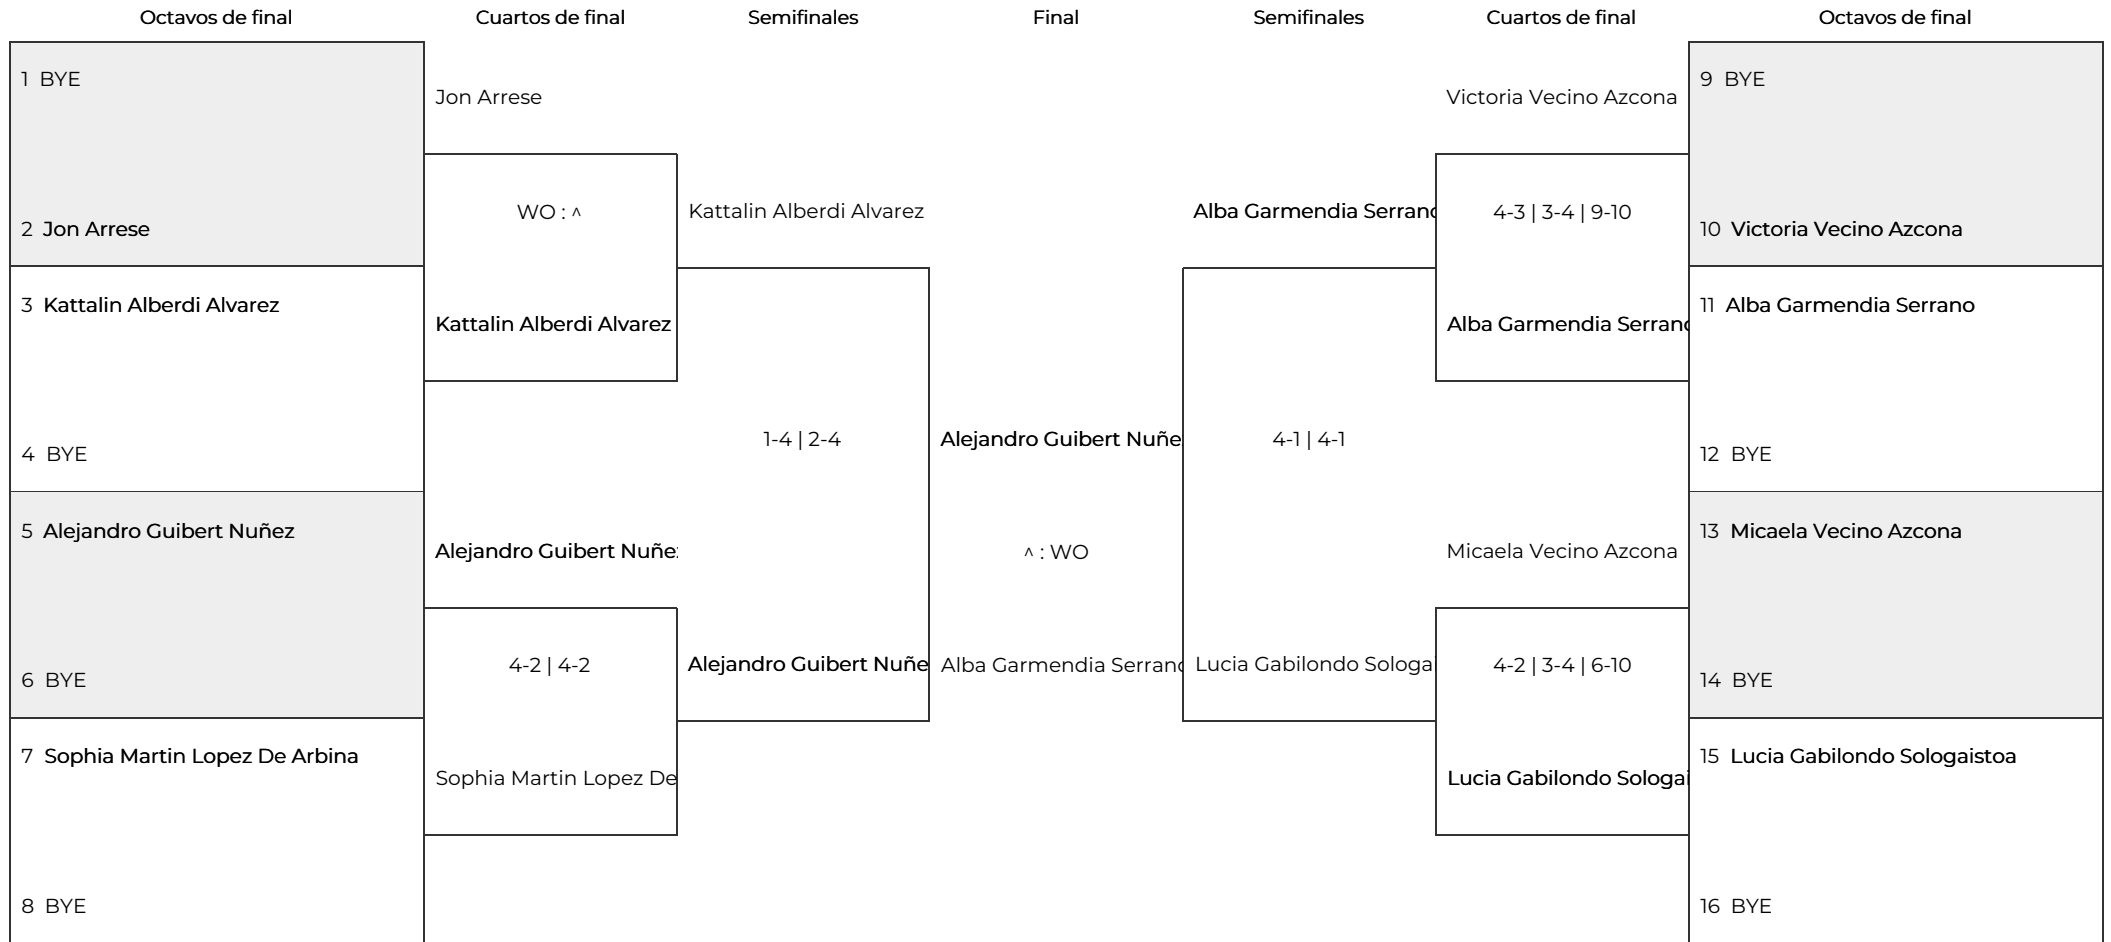 Octavos de final Cuartos de final Semifinales Final Semifinales Cuartos de final Octavos de final
1 BYE
Jon Arrese
2 Jon Arrese
WO : ^
Kattalin Alberdi Alvarez
3 Kattalin Alberdi Alvarez
Kattalin Alberdi Alvarez
4 BYE
1-4 | 2-4
5 Alejandro Guibert Nuñez
Alejandro Guibert Nuñe
6 BYE
4-2 | 4-2
Alejandro Guibert Nuñe
7 Sophia Martin Lopez De Arbina
Sophia Martin Lopez De
8 BYE
Alejandro Guibert Nuñe
^ : WO
Alba Garmendia Serrano
9 BYE
Victoria Vecino Azcona
10 Victoria Vecino Azcona
4-3 | 3-4 | 9-10
Alba Garmendia Serrano
11 Alba Garmendia Serrano
Alba Garmendia Serrano
12 BYE
4-1 | 4-1
13 Micaela Vecino Azcona
Micaela Vecino Azcona
14 BYE
4-2 | 3-4 | 6-10
Lucia Gabilondo Sologai
15 Lucia Gabilondo Sologaistoa
Lucia Gabilondo Sologai
16 BYE